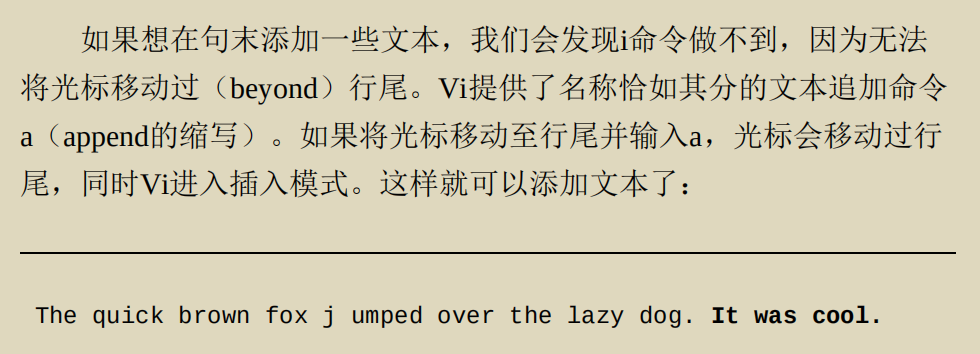 如果想在句末添加一些文本，我们会发现i命令做不到，因为无法
将光标移动过（beyond）行尾。Vi提供了名称恰如其分的文本追加命令
a（append的缩写）。如果将光标移动至行尾并输入a，光标会移动过行
尾，同时Vi进入插入模式。这样就可以添加文本了：
The quick brown fox j umped over the lazy dog. It was cool.